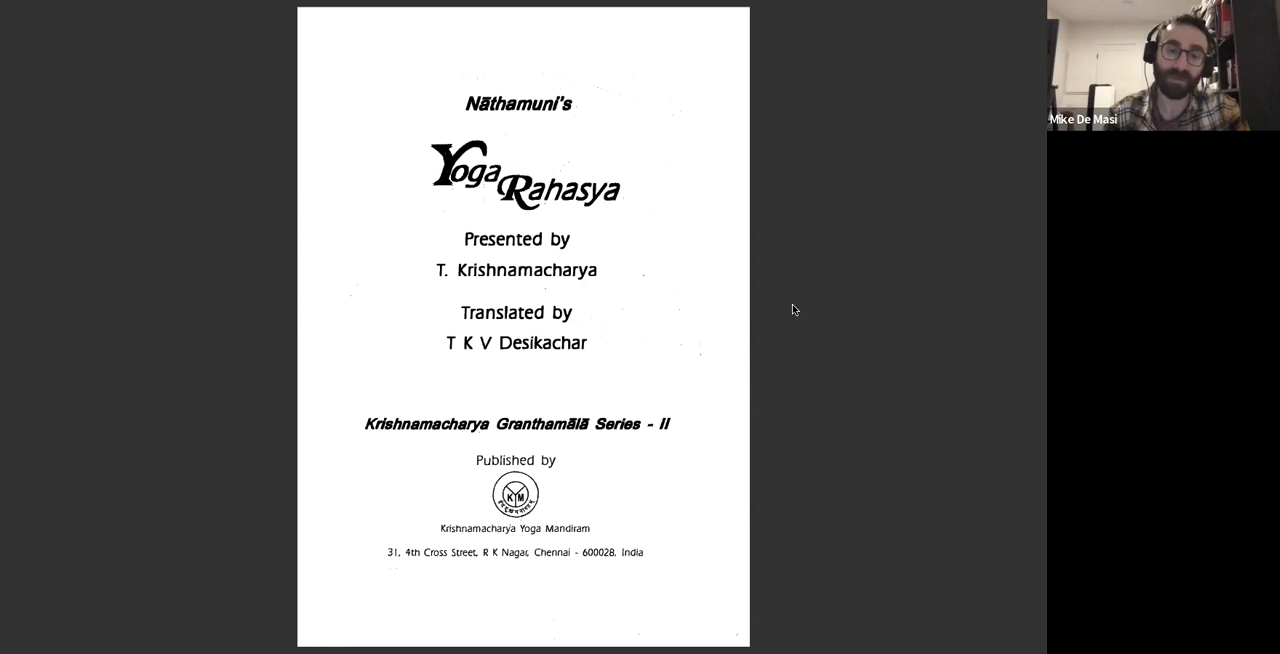 Nāthamuni's
Yoga Rahasya
Presented by
T. Krishnamacharya
Translated by
T K V Desikachar
Krishnamacharya Granthamālā Series - II
Published by
KYM
Krishnamacharya Yoga Mandiram
31, 4th Cross Street, R K Nagar, Chennai - 600028, India
Mike De Masi